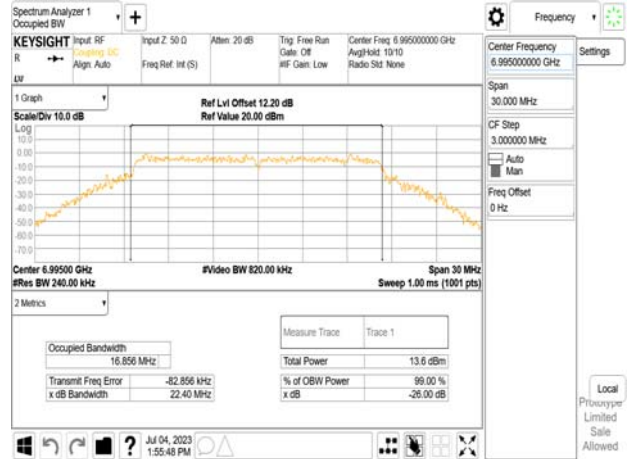 Spectrum Analyzer 1
Occupied BW
Frequency
KEYSIGHT
Input: RF
Coupling: DC
Align: Auto
Input Z: 50 Ω
Freq Ref: Int (S)
Atten: 20 dB
Trig: Free Run
Gate: Off
#IF Gain: Low
Center Freq: 6.995000000 GHz
Avg|Hold: 10/10
Radio Std: None
R
LXI
Center Frequency
6.995000000 GHz
Settings
Span
30.000 MHz
CF Step
3.000000 MHz
Auto
Man
Freq Offset
0 Hz
1 Graph
Scale/Div 10.0 dB
Ref Lvl Offset 12.20 dB
Ref Value 20.00 dBm
Log
10.0
0.00
-10.0
-20.0
-30.0
-40.0
-50.0
-60.0
-70.0
Center 6.99500 GHz
#Res BW 240.00 kHz
#Video BW 820.00 kHz
Span 30 MHz
Sweep 1.00 ms (1001 pts)
2 Metrics
Measure Trace Trace 1
Occupied Bandwidth
16.856 MHz
Total Power 13.6 dBm
Transmit Freq Error -82.856 kHz
% of OBW Power 99.00 %
x dB Bandwidth 22.40 MHz
x dB -26.00 dB
Local
Prototype
Limited
Sale
Allowed
?
Jul 04, 2023
1:55:48 PM